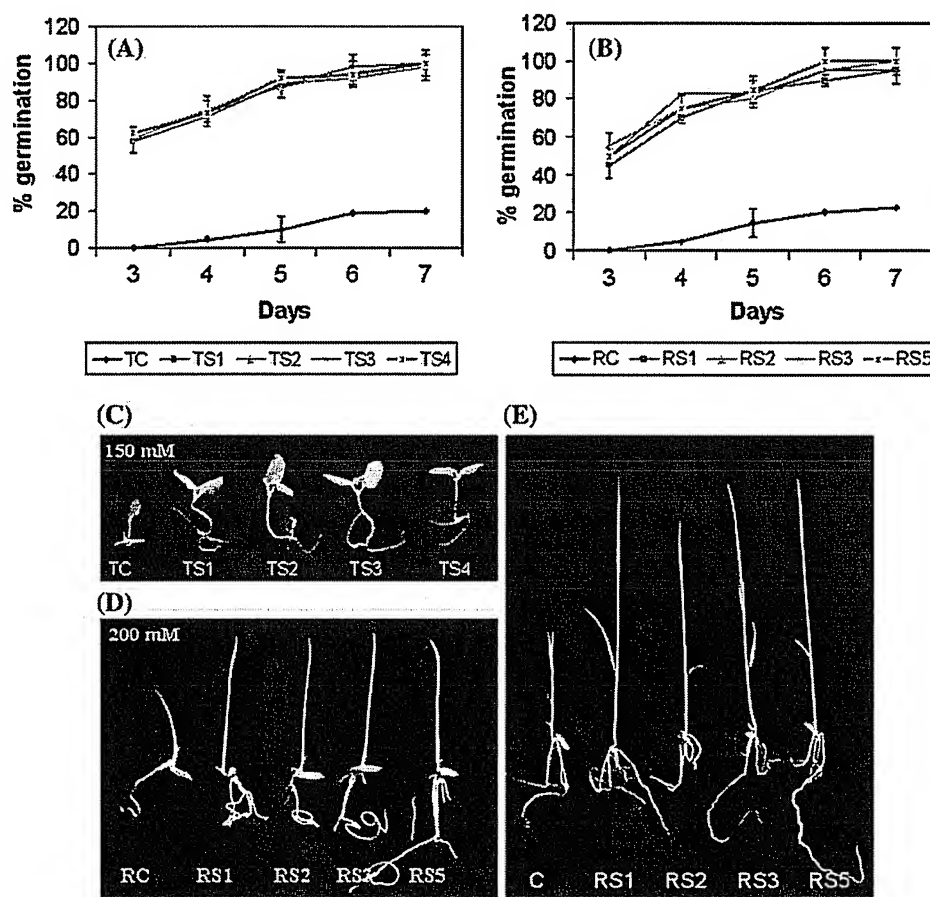 (A)
120
100
80
60
40
20
0
% germination
3 4 5 6 7
Days
TC TS1 TS2 TS3 TS4
(B)
120
100
80
60
40
20
0
% germination
3 4 5 6 7
Days
RC RS1 RS2 RS3 RS5
(C)
150 mM
TC TS1 TS2 TS3 TS4
(D)
200 mM
RC RS1 RS2 RS3 RS5
(E)
C RS1 RS2 RS3 RS5